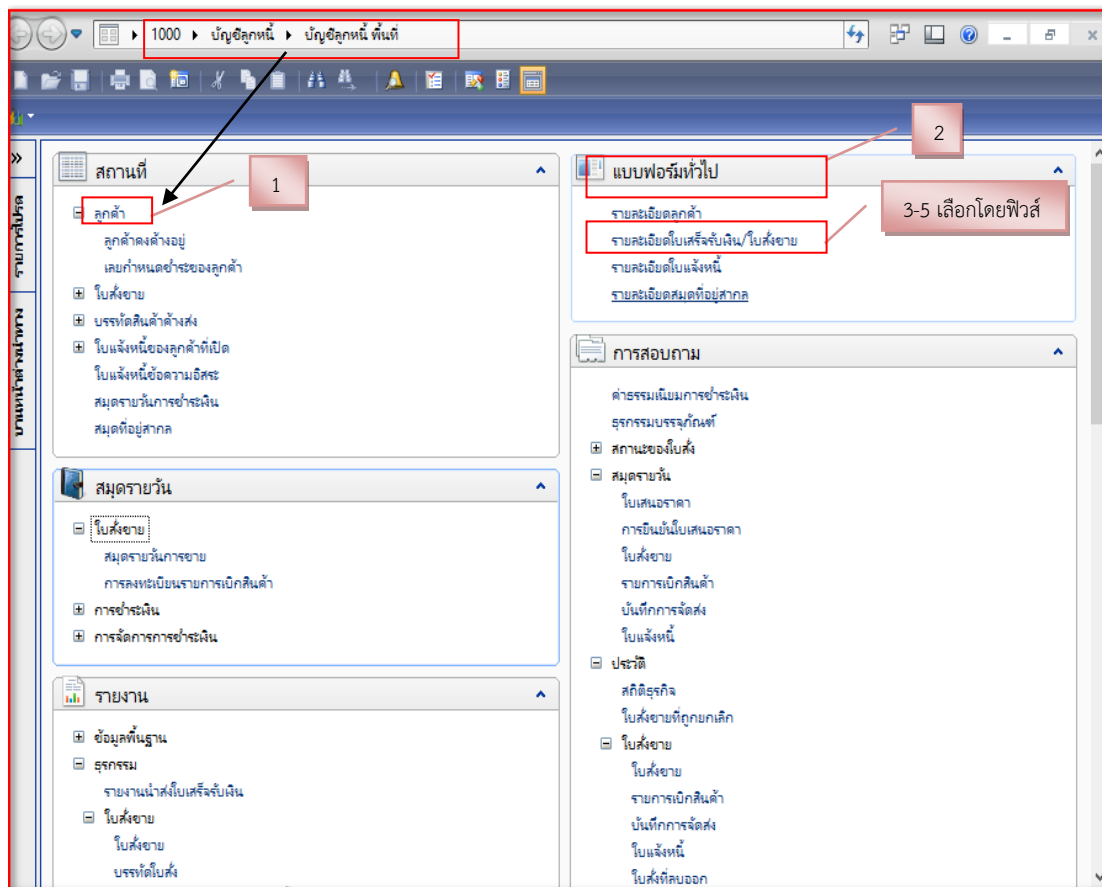 1000 ▸ บัญชีลูกหนี้ ▸ บัญชีลูกหนี้ พื้นที่
»
รายการโปรด
บานหน้าต่างนำทาง
สถานที่
1
ลูกค้า
ลูกค้าคงค้างอยู่
เลยกำหนดชำระของลูกค้า
ใบสั่งขาย
บรรทัดสินค้าค้างส่ง
ใบแจ้งหนี้ของลูกค้าที่เปิด
ใบแจ้งหนี้ข้อความอิสระ
สมุดรายวันการชำระเงิน
สมุดที่อยู่สากล
สมุดรายวัน
ใบสั่งขาย
สมุดรายวันการขาย
การลงทะเบียนรายการเบิกสินค้า
การชำระเงิน
การจัดการการชำระเงิน
รายงาน
ข้อมูลพื้นฐาน
ธุรกรรม
รายงานนำส่งใบเสร็จรับเงิน
ใบสั่งขาย
ใบสั่งขาย
บรรทัดใบสั่ง
2
แบบฟอร์มทั่วไป
3-5 เลือกโดยฟิวส์
รายละเอียดลูกค้า
รายละเอียดใบเสร็จรับเงิน/ใบสั่งขาย
รายละเอียดใบแจ้งหนี้
รายละเอียดสมุดที่อยู่สากล
การสอบถาม
ค่าธรรมเนียมการชำระเงิน
ธุรกรรมบรรจุภัณฑ์
สถานะของใบสั่ง
สมุดรายวัน
ใบเสนอราคา
การยืนยันใบเสนอราคา
ใบสั่งขาย
รายการเบิกสินค้า
บันทึกการจัดส่ง
ใบแจ้งหนี้
ประวัติ
สถิติธุรกิจ
ใบสั่งขายที่ถูกยกเลิก
ใบสั่งขาย
ใบสั่งขาย
รายการเบิกสินค้า
บันทึกการจัดส่ง
ใบแจ้งหนี้
ใบสั่งที่ลบออก